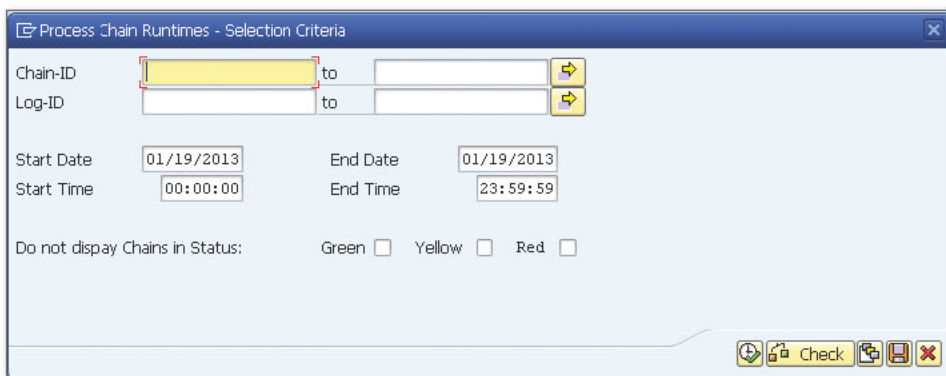 Process Chain Runtimes - Selection Criteria
Chain-ID to
Log-ID to
Start Date 01/19/2013 End Date 01/19/2013
Start Time 00:00:00 End Time 23:59:59
Do not dispay Chains in Status: Green Yellow Red
Check